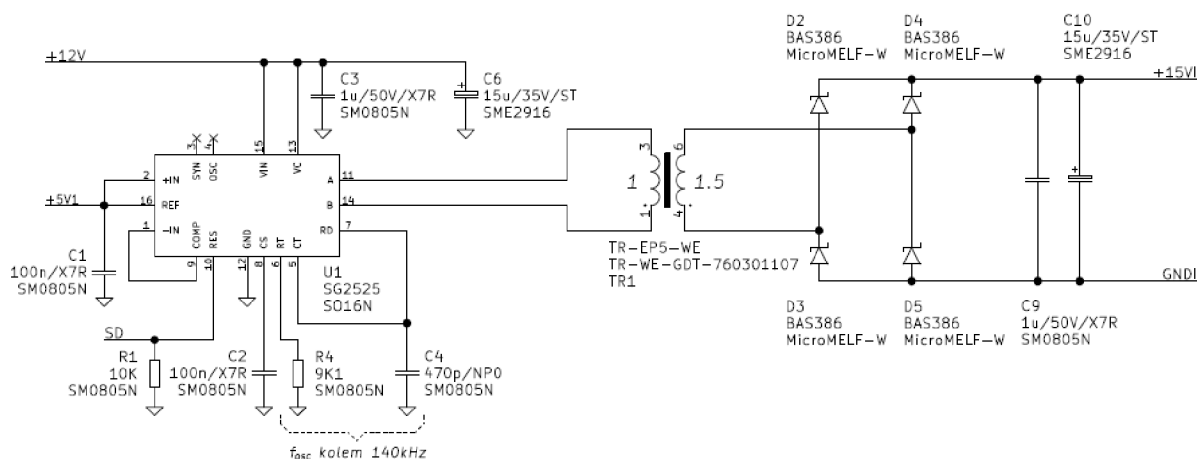 +12V
C3
1u/50V/X7R
SM0805N
C6
15u/35V/ST
SME2916
D2
BAS386
MicroMELF-W
D4
BAS386
MicroMELF-W
C10
15u/35V/ST
SME2916
+15VI
3
4
15
13
SYN
OSC
VIN
VC
2
+IN
A
11
+5V1
16
REF
B
14
1
-IN
RD
7
COMP
RES
GND
CS
RT
CT
9
10
12
8
6
5
C1
100n/X7R
SM0805N
U1
SG2525
SO16N
3
6
1
1.5
1
4
TR-EP5-WE
TR-WE-GDT-760301107
TR1
GNDI
D3
BAS386
MicroMELF-W
D5
BAS386
MicroMELF-W
C9
1u/50V/X7R
SM0805N
SD
R1
10K
SM0805N
C2
100n/X7R
SM0805N
R4
9K1
SM0805N
C4
470p/NP0
SM0805N
fosc kolem 140kHz